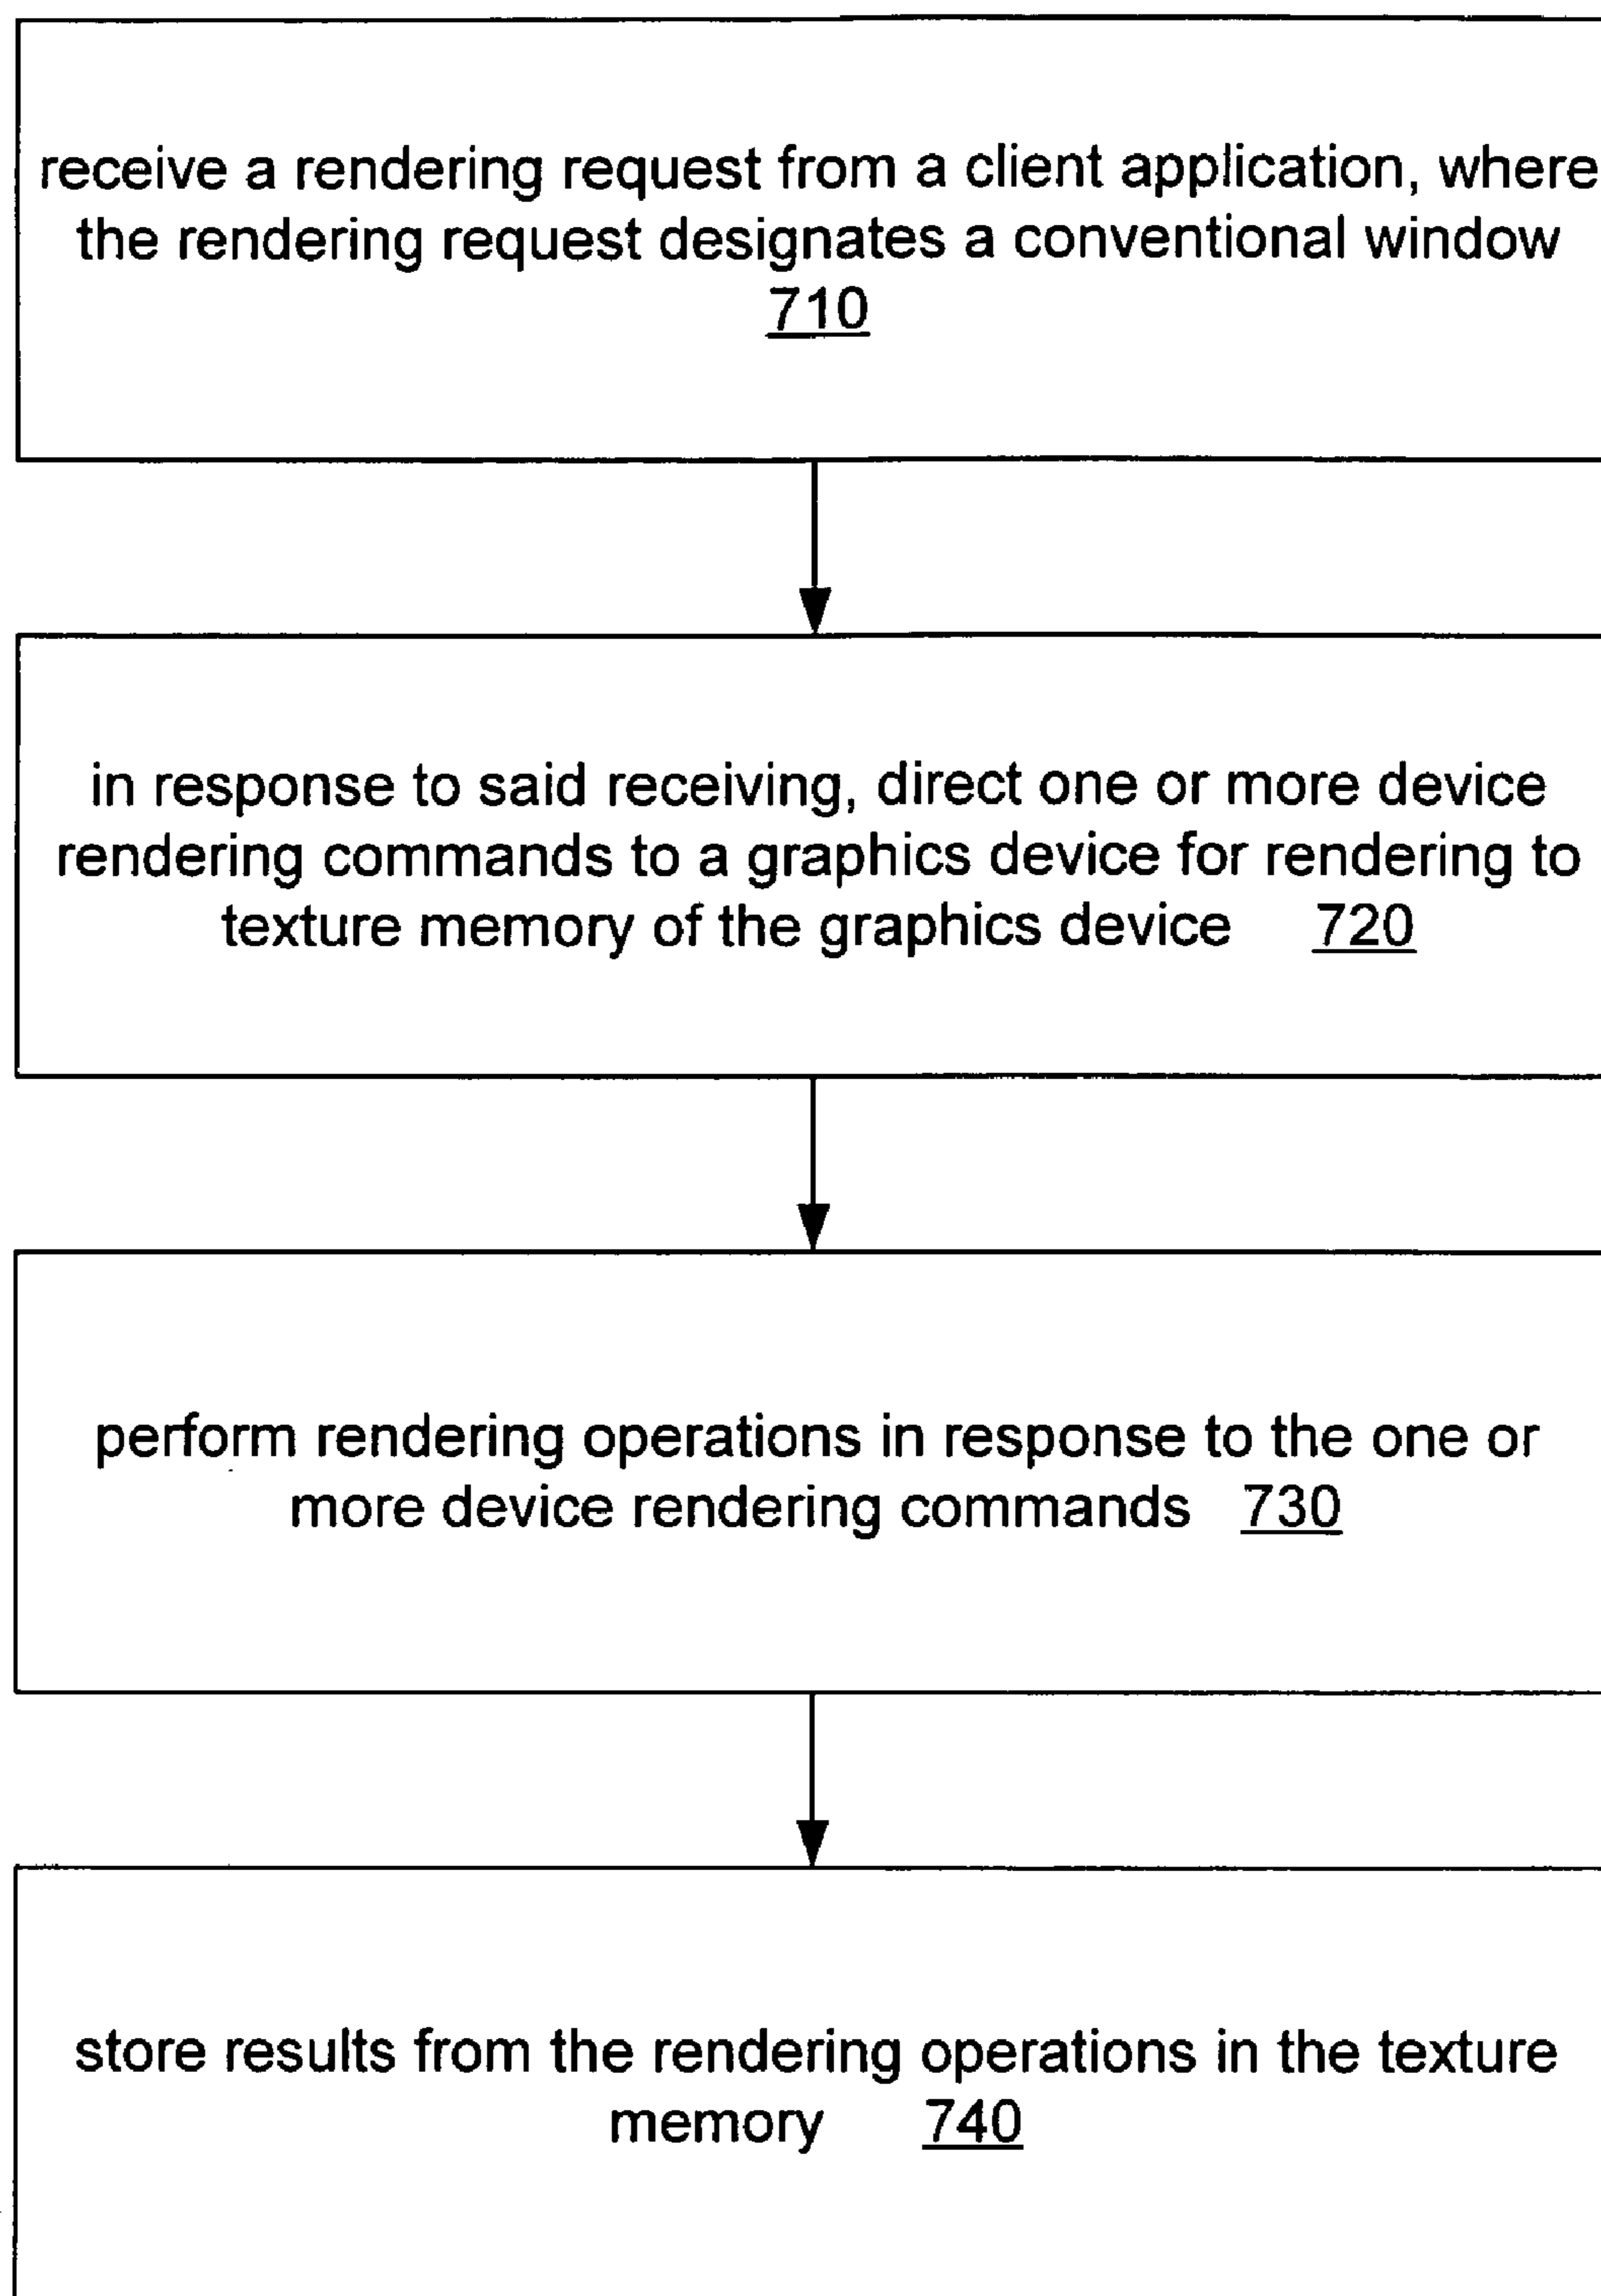 receive a rendering request from a client application, where
the rendering request designates a conventional window
710
in response to said receiving, direct one or more device
rendering commands to a graphics device for rendering to
texture memory of the graphics device 720
perform rendering operations in response to the one or
more device rendering commands 730
store results from the rendering operations in the texture
memory 740